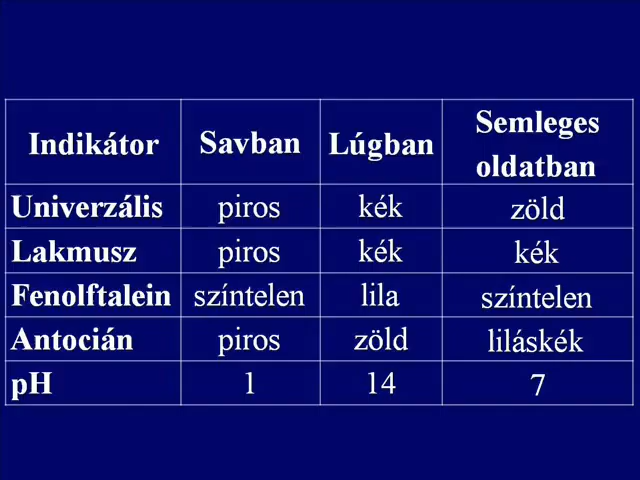 Indikátor Savban Lúgban Semleges oldatban
Univerzális piros kék zöld
Lakmusz piros kék kék
Fenolftalein színtelen lila színtelen
Antocián piros zöld liláskék
pH 1 14 7